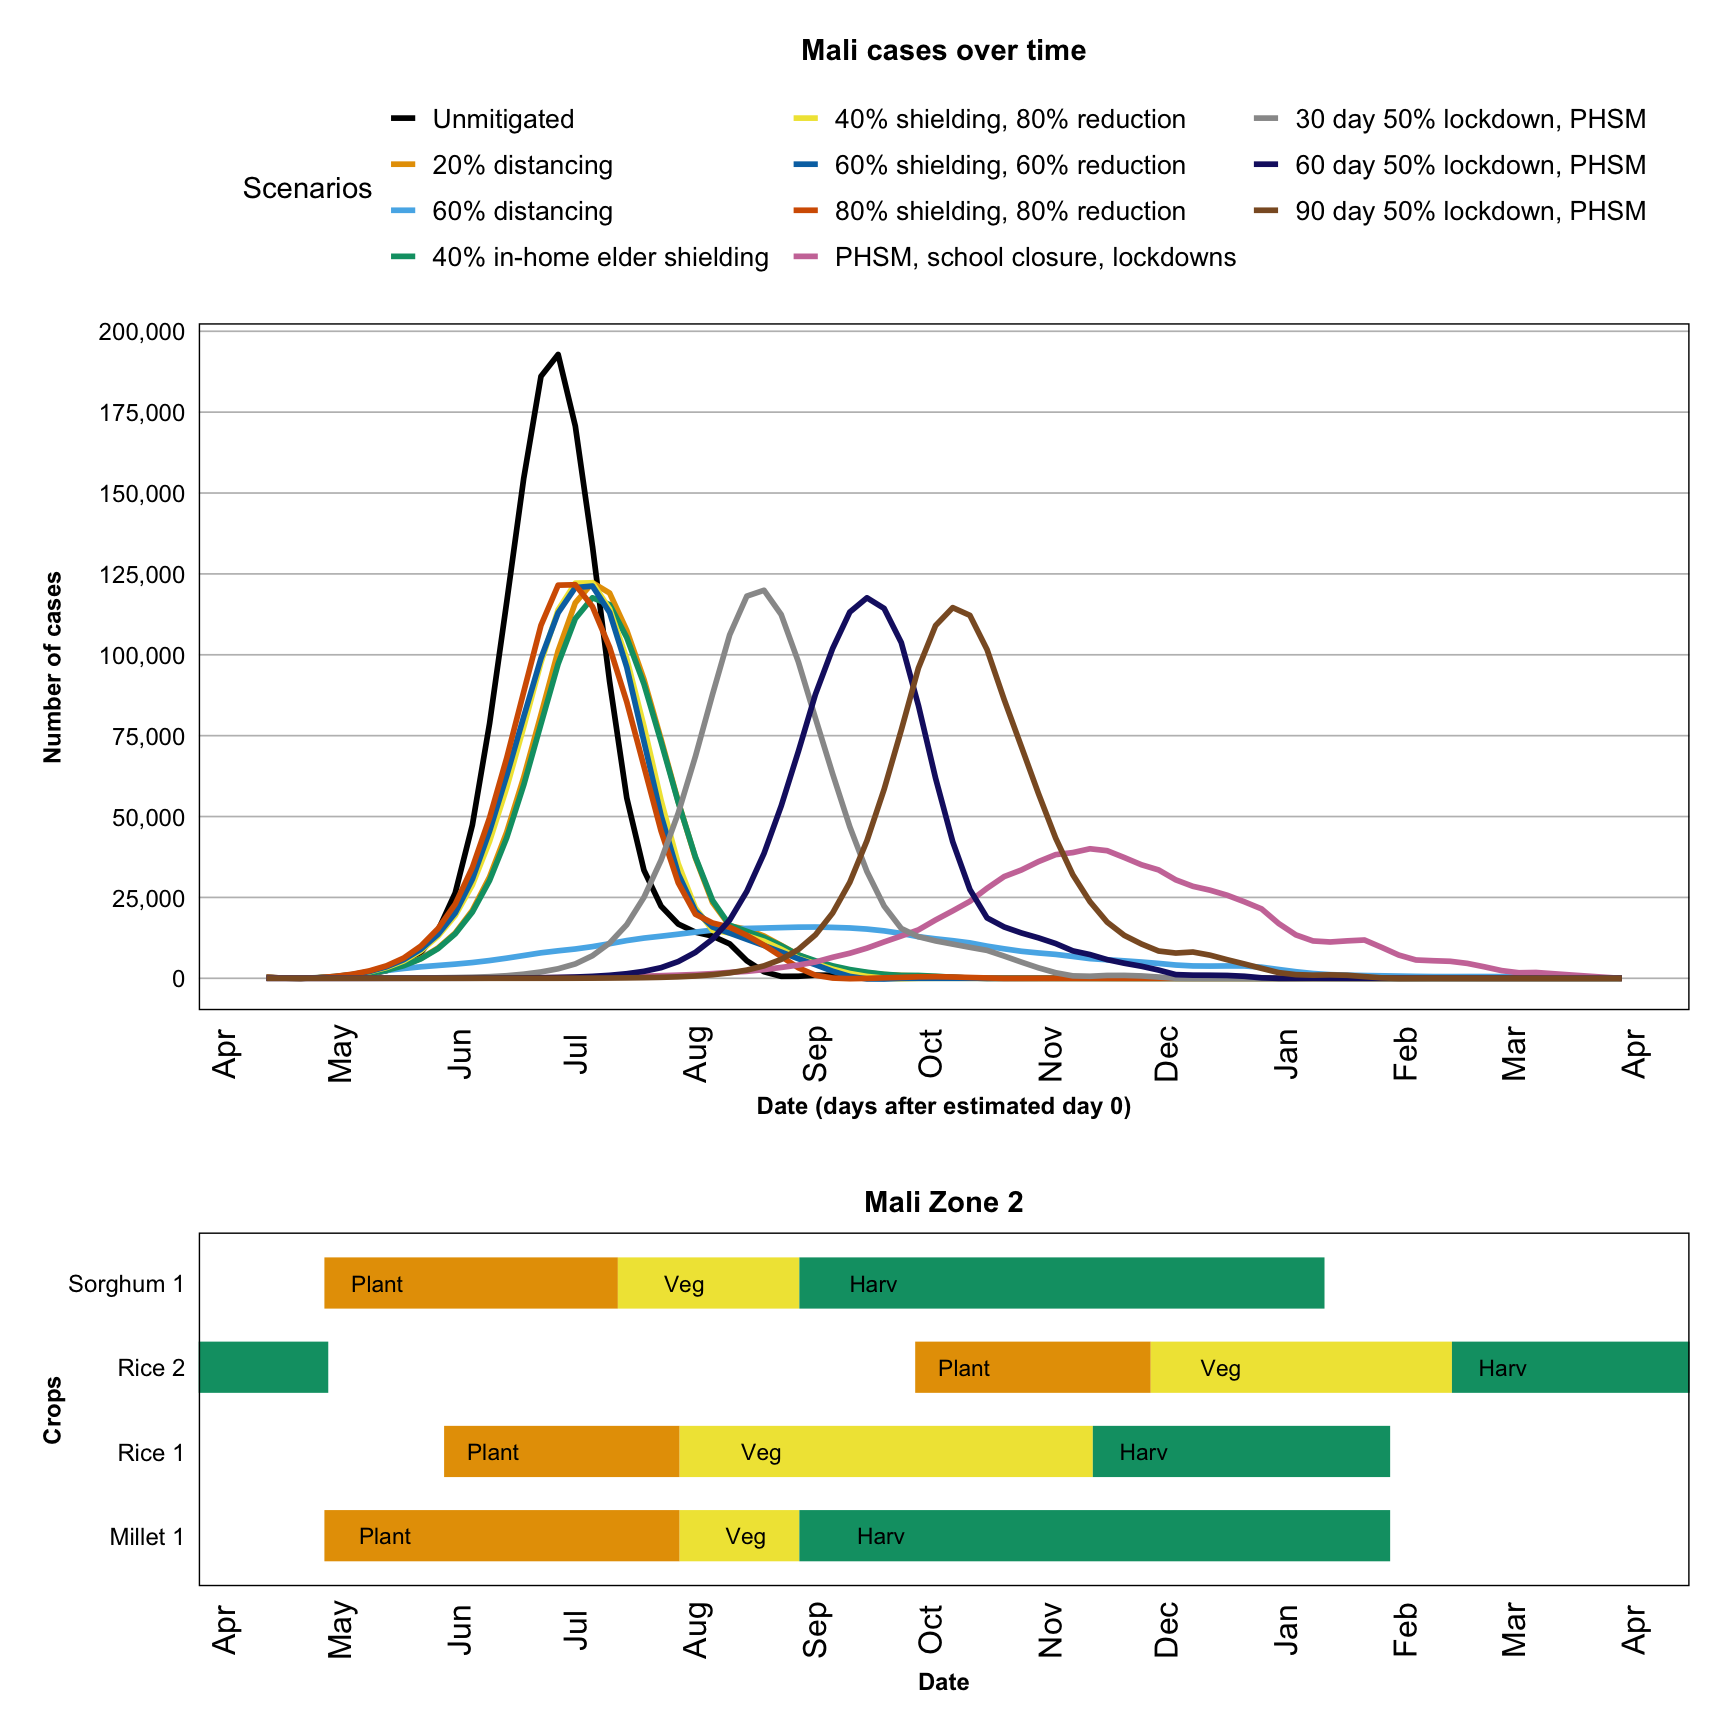 Mali cases over time
Scenarios
Unmitigated
20% distancing
60% distancing
40% in-home elder shielding
40% shielding, 80% reduction
60% shielding, 60% reduction
80% shielding, 80% reduction
PHSM, school closure, lockdowns
30 day 50% lockdown, PHSM
60 day 50% lockdown, PHSM
90 day 50% lockdown, PHSM
Number of cases
200,000
175,000
150,000
125,000
100,000
75,000
50,000
25,000
0
Apr May Jun Jul Aug Sep Oct Nov Dec Jan Feb Mar Apr
Date (days after estimated day 0)
Mali Zone 2
Crops
Sorghum 1 Plant Veg Harv
Rice 2 Plant Veg Harv
Rice 1 Plant Veg Harv
Millet 1 Plant Veg Harv
Apr May Jun Jul Aug Sep Oct Nov Dec Jan Feb Mar Apr
Date